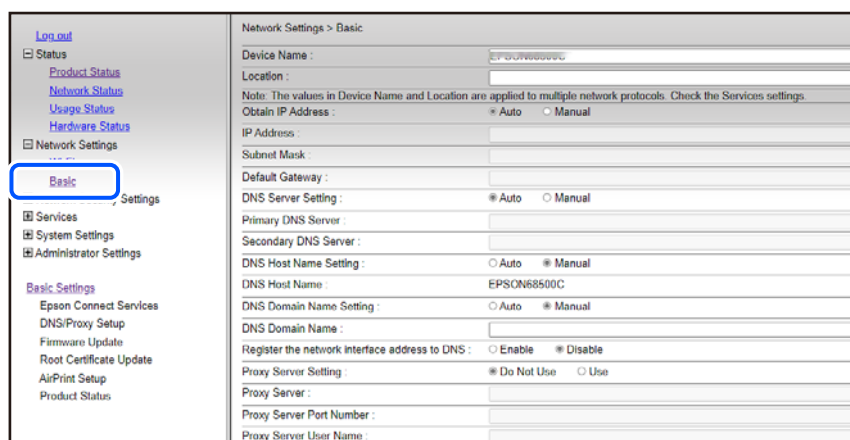 Log out
Status
Product Status
Network Status
Usage Status
Hardware Status
Network Settings
Basic
Settings
Services
System Settings
Administrator Settings
Basic Settings
Epson Connect Services
DNS/Proxy Setup
Firmware Update
Root Certificate Update
AirPrint Setup
Product Status
Network Settings > Basic
Device Name :
Location :
Note: The values in Device Name and Location are applied to multiple network protocols. Check the Services settings.
Obtain IP Address : Auto Manual
IP Address :
Subnet Mask :
Default Gateway :
DNS Server Setting : Auto Manual
Primary DNS Server :
Secondary DNS Server :
DNS Host Name Setting : Auto Manual
DNS Host Name : EPSON68500C
DNS Domain Name Setting : Auto Manual
DNS Domain Name :
Register the network interface address to DNS : Enable Disable
Proxy Server Setting : Do Not Use Use
Proxy Server :
Proxy Server Port Number :
Proxy Server User Name :